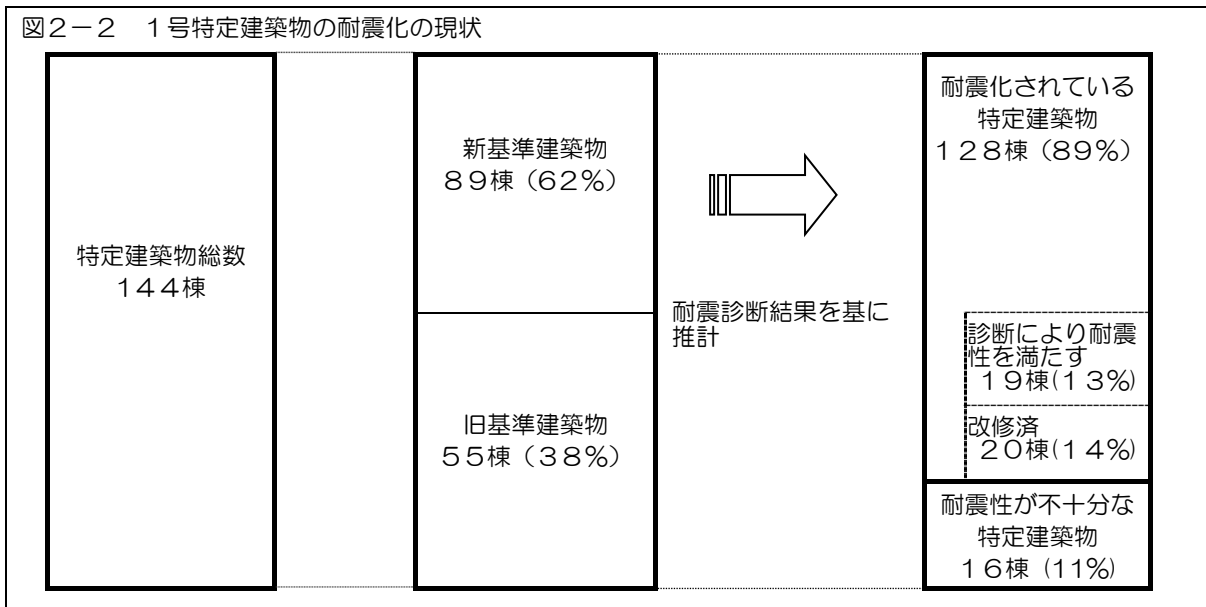 図２－２　１号特定建築物の耐震化の現状
特定建築物総数
１４４棟
新基準建築物
８９棟（６２％）
旧基準建築物
５５棟（３８％）
耐震診断結果を基に
推計
耐震化されている
特定建築物
１２８棟（８９％）
診断により耐震
性を満たす
１９棟(１３％)
改修済
２０棟(１４％)
耐震性が不十分な
特定建築物
１６棟（11％)